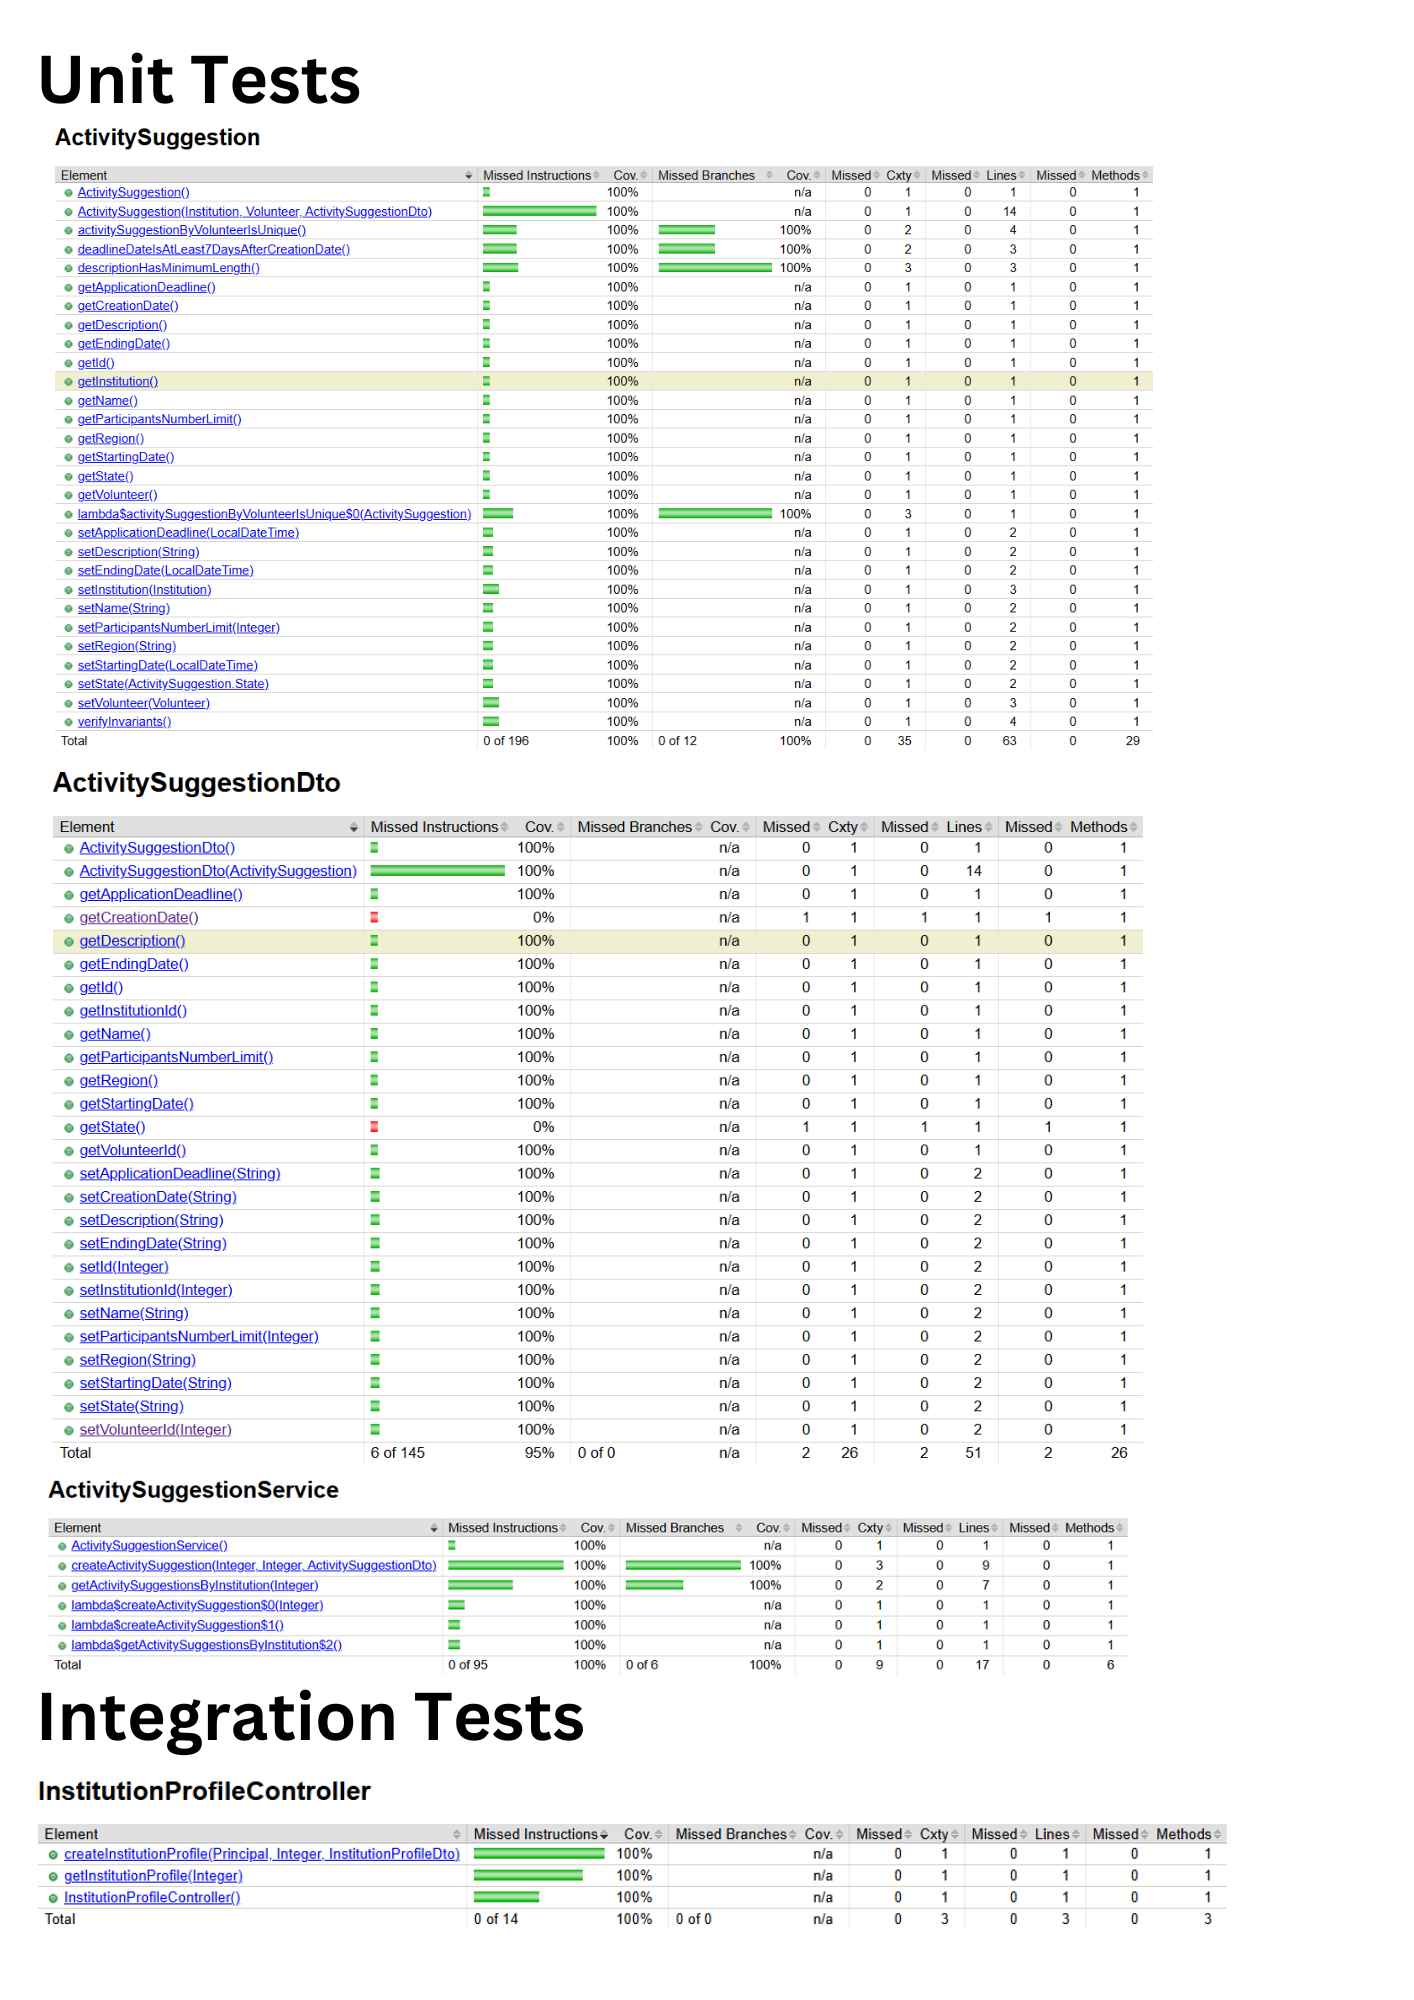 Unit Tests
ActivitySuggestion
Element Missed Instructions Cov. Missed Branches Cov. Missed Cxty Missed Lines Missed Methods
ActivitySuggestion() 100% n/a 0 1 0 1 0 1
ActivitySuggestion(Institution, Volunteer, ActivitySuggestionDto) 100% n/a 0 1 0 14 0 1
activitySuggestionByVolunteerIsUnique() 100% 100% 0 2 0 4 0 1
deadlineDateIsAtLeast7DaysAfterCreationDate() 100% 100% 0 2 0 3 0 1
descriptionHasMinimumLength() 100% 100% 0 3 0 3 0 1
getApplicationDeadline() 100% n/a 0 1 0 1 0 1
getCreationDate() 100% n/a 0 1 0 1 0 1
getDescription() 100% n/a 0 1 0 1 0 1
getEndingDate() 100% n/a 0 1 0 1 0 1
getId() 100% n/a 0 1 0 1 0 1
getInstitution() 100% n/a 0 1 0 1 0 1
getName() 100% n/a 0 1 0 1 0 1
getParticipantsNumberLimit() 100% n/a 0 1 0 1 0 1
getRegion() 100% n/a 0 1 0 1 0 1
getStartingDate() 100% n/a 0 1 0 1 0 1
getState() 100% n/a 0 1 0 1 0 1
getVolunteer() 100% n/a 0 1 0 1 0 1
lambda$activitySuggestionByVolunteerIsUnique$0(ActivitySuggestion) 100% 100% 0 3 0 1 0 1
setApplicationDeadline(LocalDateTime) 100% n/a 0 1 0 2 0 1
setDescription(String) 100% n/a 0 1 0 2 0 1
setEndingDate(LocalDateTime) 100% n/a 0 1 0 2 0 1
setInstitution(Institution) 100% n/a 0 1 0 3 0 1
setName(String) 100% n/a 0 1 0 2 0 1
setParticipantsNumberLimit(Integer) 100% n/a 0 1 0 2 0 1
setRegion(String) 100% n/a 0 1 0 2 0 1
setStartingDate(LocalDateTime) 100% n/a 0 1 0 2 0 1
setState(ActivitySuggestion.State) 100% n/a 0 1 0 2 0 1
setVolunteer(Volunteer) 100% n/a 0 1 0 3 0 1
verifyInvariants() 100% n/a 0 1 0 4 0 1
Total 0 of 196 100% 0 of 12 100% 0 35 0 63 0 29
ActivitySuggestionDto
Element Missed Instructions Cov. Missed Branches Cov. Missed Cxty Missed Lines Missed Methods
ActivitySuggestionDto() 100% n/a 0 1 0 1 0 1
ActivitySuggestionDto(ActivitySuggestion) 100% n/a 0 1 0 14 0 1
getApplicationDeadline() 100% n/a 0 1 0 1 0 1
getCreationDate() 0% n/a 1 1 1 1 1 1
getDescription() 100% n/a 0 1 0 1 0 1
getEndingDate() 100% n/a 0 1 0 1 0 1
getId() 100% n/a 0 1 0 1 0 1
getInstitutionId() 100% n/a 0 1 0 1 0 1
getName() 100% n/a 0 1 0 1 0 1
getParticipantsNumberLimit() 100% n/a 0 1 0 1 0 1
getRegion() 100% n/a 0 1 0 1 0 1
getStartingDate() 100% n/a 0 1 0 1 0 1
getState() 0% n/a 1 1 1 1 1 1
getVolunteerId() 100% n/a 0 1 0 1 0 1
setApplicationDeadline(String) 100% n/a 0 1 0 2 0 1
setCreationDate(String) 100% n/a 0 1 0 2 0 1
setDescription(String) 100% n/a 0 1 0 2 0 1
setEndingDate(String) 100% n/a 0 1 0 2 0 1
setId(Integer) 100% n/a 0 1 0 2 0 1
setInstitutionId(Integer) 100% n/a 0 1 0 2 0 1
setName(String) 100% n/a 0 1 0 2 0 1
setParticipantsNumberLimit(Integer) 100% n/a 0 1 0 2 0 1
setRegion(String) 100% n/a 0 1 0 2 0 1
setStartingDate(String) 100% n/a 0 1 0 2 0 1
setState(String) 100% n/a 0 1 0 2 0 1
setVolunteerId(Integer) 100% n/a 0 1 0 2 0 1
Total 6 of 145 95% 0 of 0 n/a 2 26 2 51 2 26
ActivitySuggestionService
Element Missed Instructions Cov. Missed Branches Cov. Missed Cxty Missed Lines Missed Methods
ActivitySuggestionService() 100% n/a 0 1 0 1 0 1
createActivitySuggestion(Integer, Integer, ActivitySuggestionDto) 100% 100% 0 3 0 9 0 1
getActivitySuggestionsByInstitution(Integer) 100% 100% 0 2 0 7 0 1
lambda$createActivitySuggestion$0(Integer) 100% n/a 0 1 0 1 0 1
lambda$createActivitySuggestion$1() 100% n/a 0 1 0 1 0 1
lambda$getActivitySuggestionsByInstitution$2() 100% n/a 0 1 0 1 0 1
Total 0 of 95 100% 0 of 6 100% 0 9 0 17 0 6
Integration Tests
InstitutionProfileController
Element Missed Instructions Cov. Missed Branches Cov. Missed Cxty Missed Lines Missed Methods
createInstitutionProfile(Principal, Integer, InstitutionProfileDto) 100% n/a 0 1 0 1 0 1
getInstitutionProfile(Integer) 100% n/a 0 1 0 1 0 1
InstitutionProfileController() 100% n/a 0 1 0 1 0 1
Total 0 of 14 100% 0 of 0 n/a 0 3 0 3 0 3